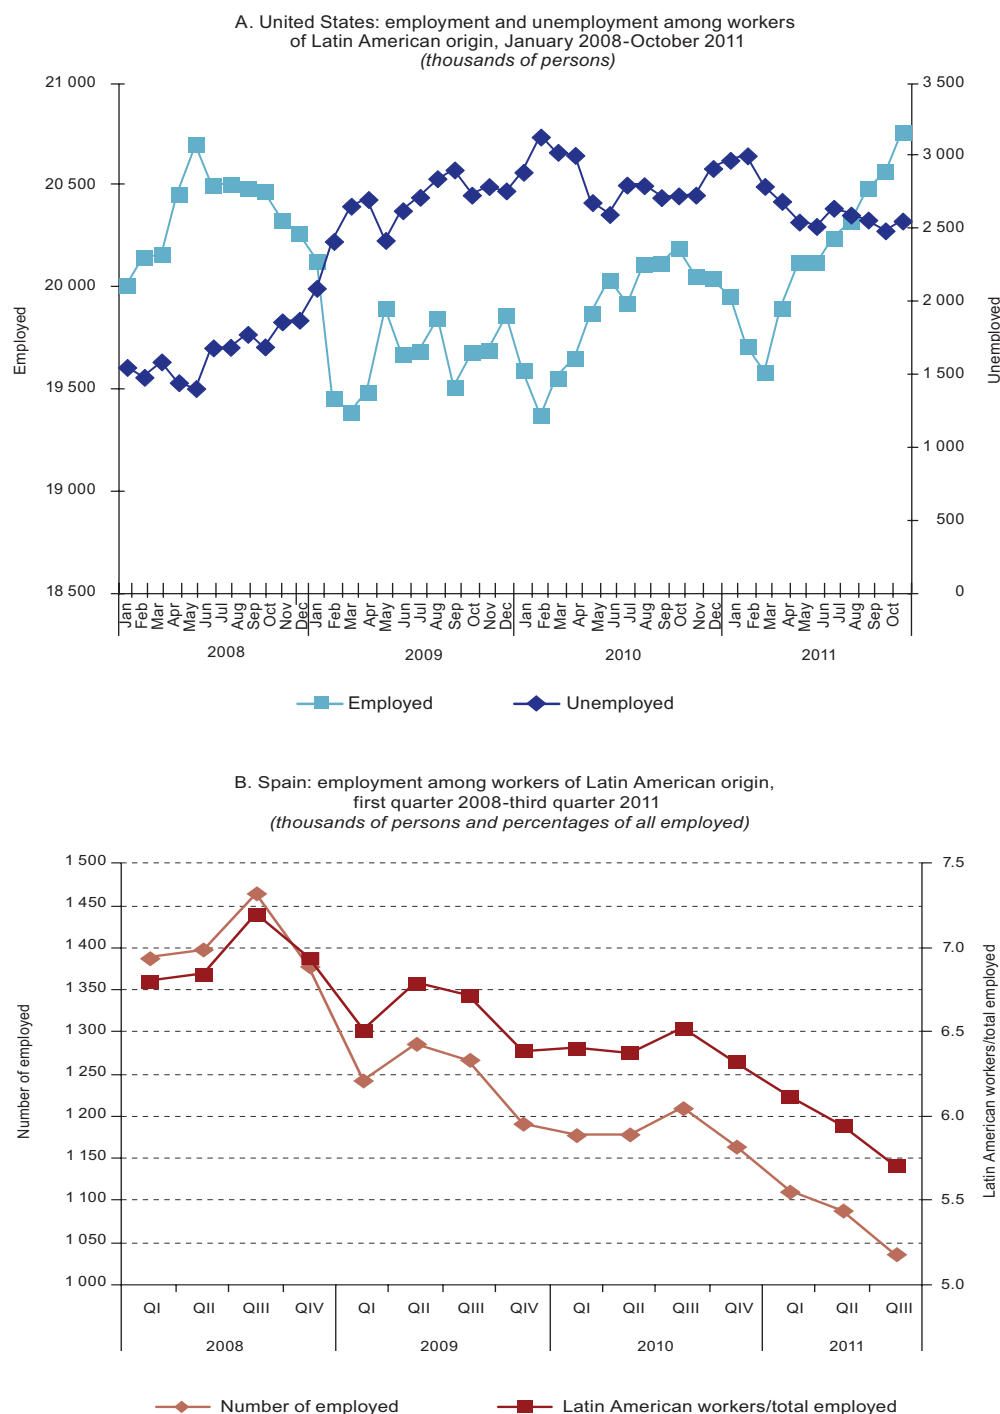 A. United States: employment and unemployment among workers
of Latin American origin, January 2008-October 2011
(thousands of persons)
Employed
21 000
20 500
20 000
19 500
19 000
18 500
3 500
3 000
2 500
2 000
1 500
1 000
500
0
Unemployed
Jan Feb Mar Apr May Jun Jul Aug Sep Oct Nov Dec Jan Feb Mar Apr May Jun Jul Aug Sep Oct Nov Dec Jan Feb Mar Apr May Jun Jul Aug Sep Oct Nov Dec Jan Feb Mar Apr May Jun Jul Aug Sep Oct
2008 2009 2010 2011
Employed Unemployed
B. Spain: employment among workers of Latin American origin,
first quarter 2008-third quarter 2011
(thousands of persons and percentages of all employed)
Number of employed
1 500
1 450
1 400
1 350
1 300
1 250
1 200
1 150
1 100
1 050
1 000
7.5
7.0
6.5
6.0
5.5
5.0
Latin American workers/total employed
QI QII QIII QIV QI QII QIII QIV QI QII QIII QIV QI QII QIII
2008 2009 2010 2011
Number of employed Latin American workers/total employed